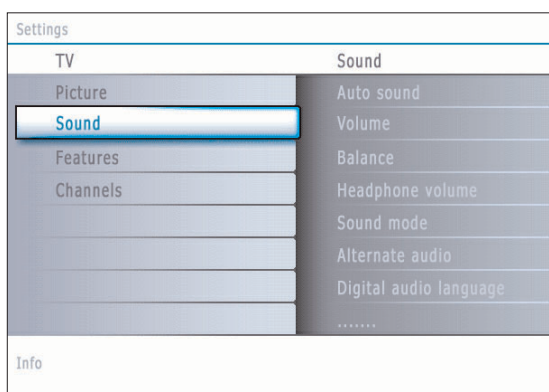 Settings
TV
Sound
Picture
Auto sound
Sound
Volume
Features
Balance
Channels
Headphone volume
Sound mode
Alternate audio
Digital audio language
.......
Info